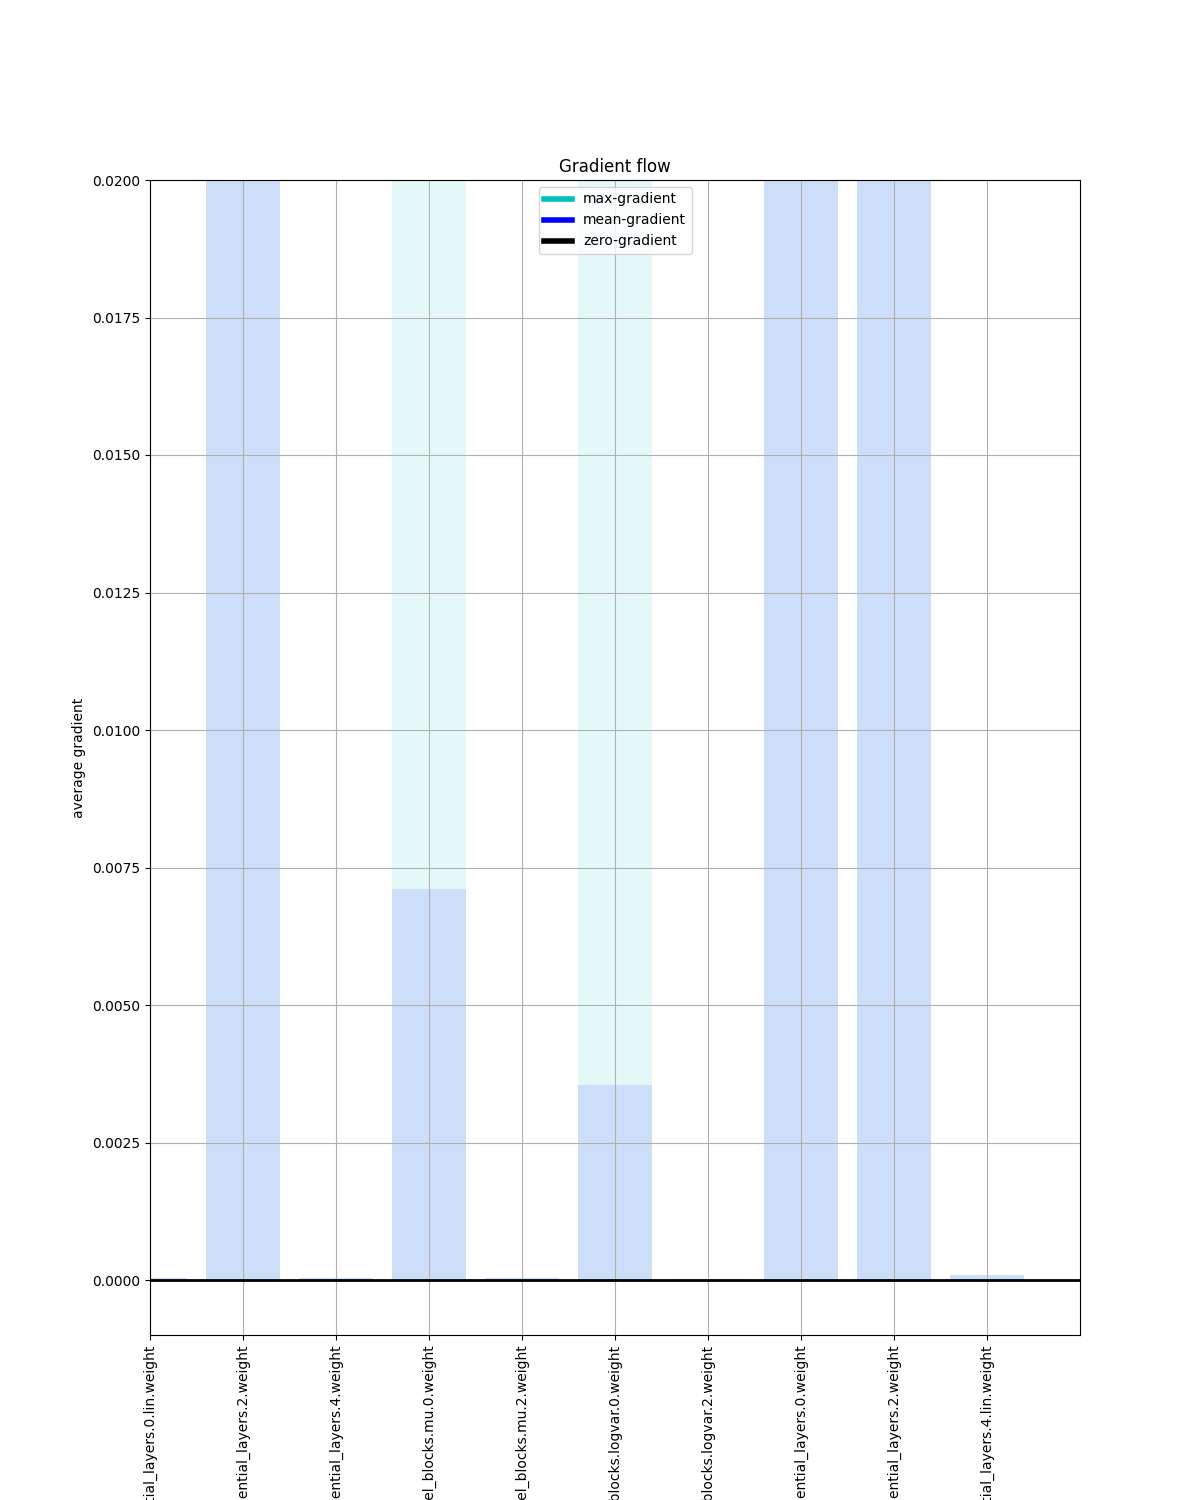 Gradient flow
max-gradient
mean-gradient
zero-gradient
0.0200
0.0175
0.0150
0.0125
0.0100
0.0075
0.0050
0.0025
0.0000
average gradient
tial_layers.0.lin.weight
ential_layers.2.weight
ential_layers.4.weight
el_blocks.mu.0.weight
el_blocks.mu.2.weight
blocks.logvar.0.weight
blocks.logvar.2.weight
ential_layers.0.weight
ential_layers.2.weight
tial_layers.4.lin.weight